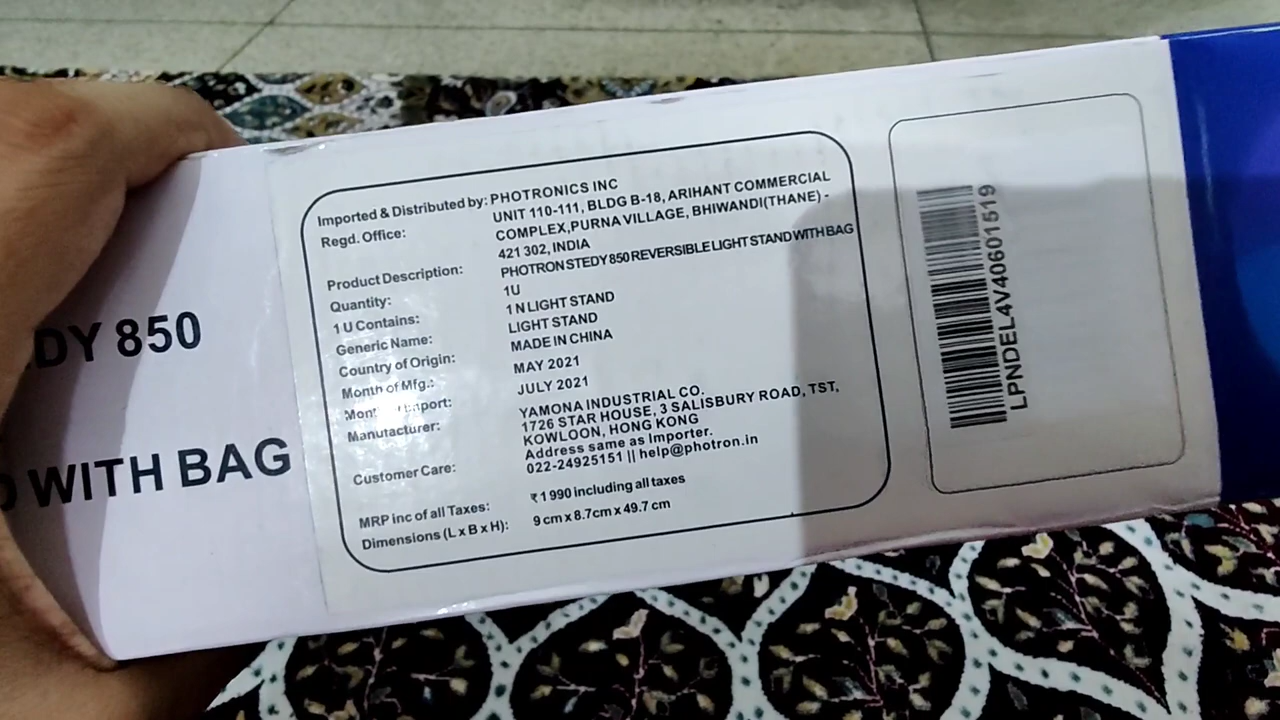 DY 850
WITH BAG
Imported & Distributed by: PHOTRONICS INC
Regd. Office: UNIT 110-111, BLDG B-18, ARIHANT COMMERCIAL
COMPLEX,PURNA VILLAGE, BHIWANDI(THANE) -
421 302, INDIA
Product Description: PHOTRON STEDY 850 REVERSIBLE LIGHT STAND WITH BAG
Quantity: 1U
1 U Contains: 1 N LIGHT STAND
Generic Name: LIGHT STAND
Country of Origin: MADE IN CHINA
Month of Mfg.: MAY 2021
Import: JULY 2021
Manufacturer: YAMONA INDUSTRIAL CO.
1726 STAR HOUSE, 3 SALISBURY ROAD, TST,
KOWLOON, HONG KONG
Customer Care: Address same as Importer.
022-24925151 || help@photron.in
MRP inc of all Taxes: ₹ 1990 including all taxes
Dimensions (L x B x H): 9 cm x 8.7cm x 49.7 cm
LPNDEL4V40601519